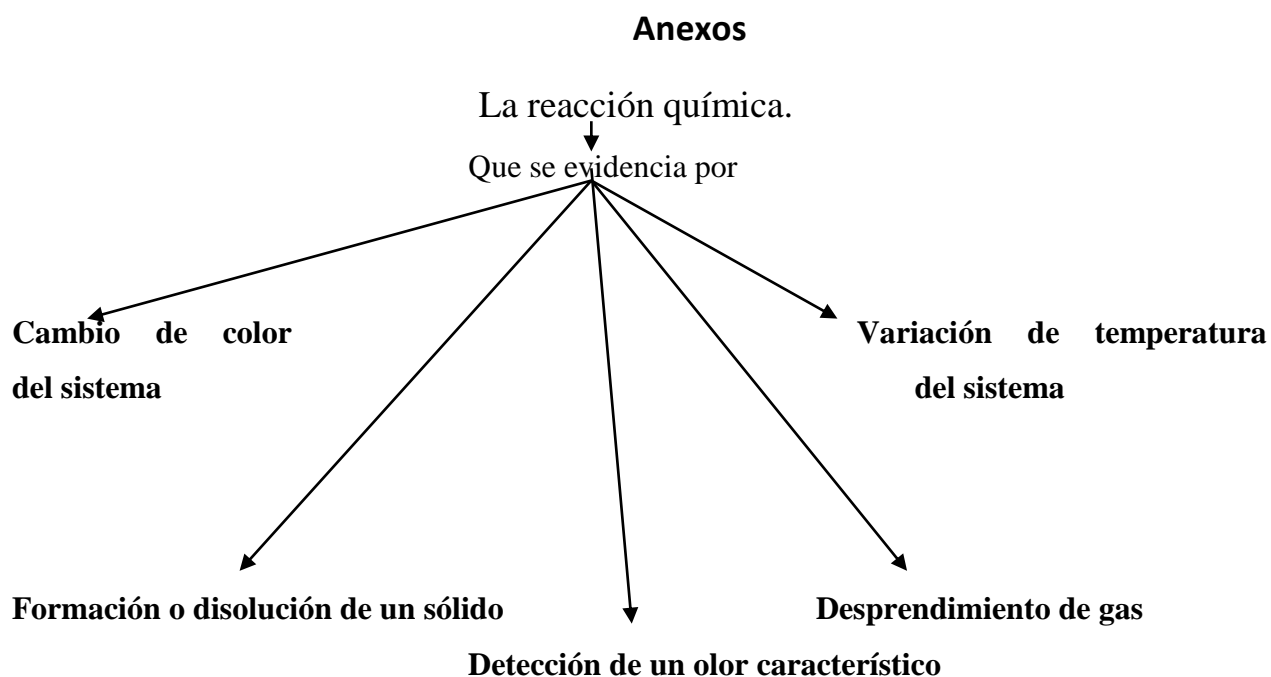 Anexos
La reacción química.
Que se evidencia por
Cambio de color
del sistema
Variación de temperatura
del sistema
Formación o disolución de un sólido
Desprendimiento de gas
Detección de un olor característico